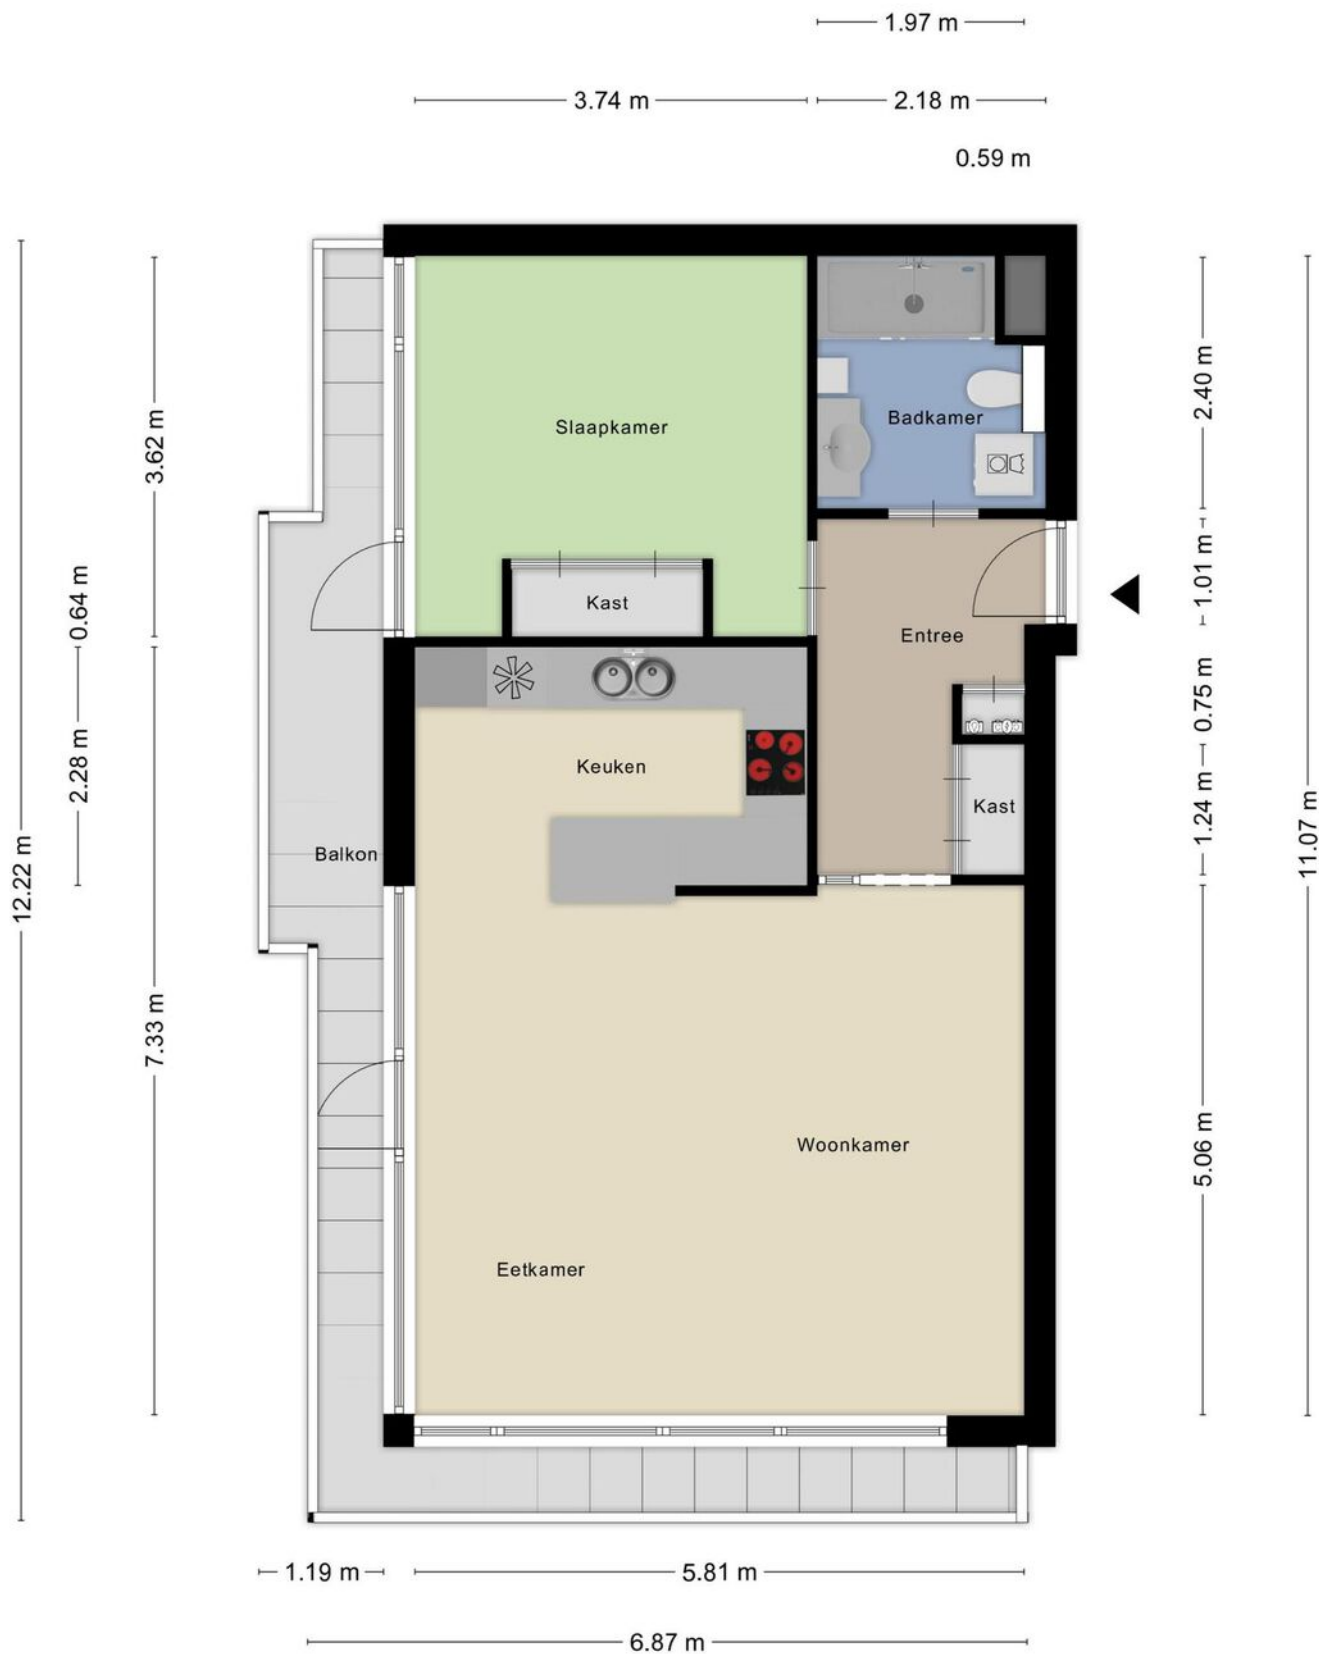 1.97 m
3.74 m
2.18 m
0.59 m
12.22 m
3.62 m
0.64 m
2.28 m
7.33 m
Slaapkamer
Badkamer
Kast
Entree
Keuken
Kast
Balkon
Woonkamer
Eetkamer
2.40 m
1.01 m
0.75 m
1.24 m
5.06 m
11.07 m
1.19 m
5.81 m
6.87 m